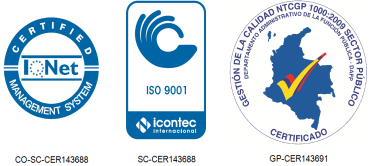 CERTIFIED
IQNet
MANAGEMENT SYSTEM
CO-SC-CER143688
ISO 9001
icontec
internacional
SC-CER143688
GESTIÓN DE LA CALIDAD NTCGP 1000:2009 SECTOR PÚBLICO
DEPARTAMENTO ADMINISTRATIVO DE LA FUNCIÓN PÚBLICA - DAFP
CERTIFICADO
GP-CER143691